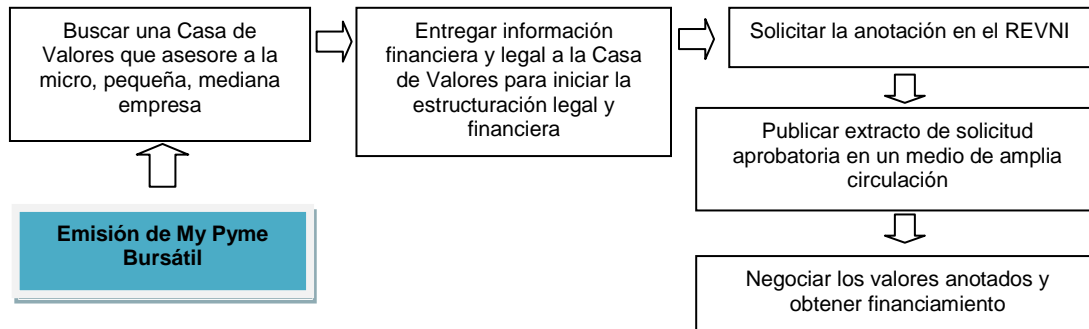 Buscar una Casa de
Valores que asesore a la
micro, pequeña, mediana
empresa
Entregar información
financiera y legal a la Casa
de Valores para iniciar la
estructuración legal y
financiera
Solicitar la anotación en el REVNI
Publicar extracto de solicitud
aprobatoria en un medio de amplia
circulación
Emisión de My Pyme
Bursátil
Negociar los valores anotados y
obtener financiamiento